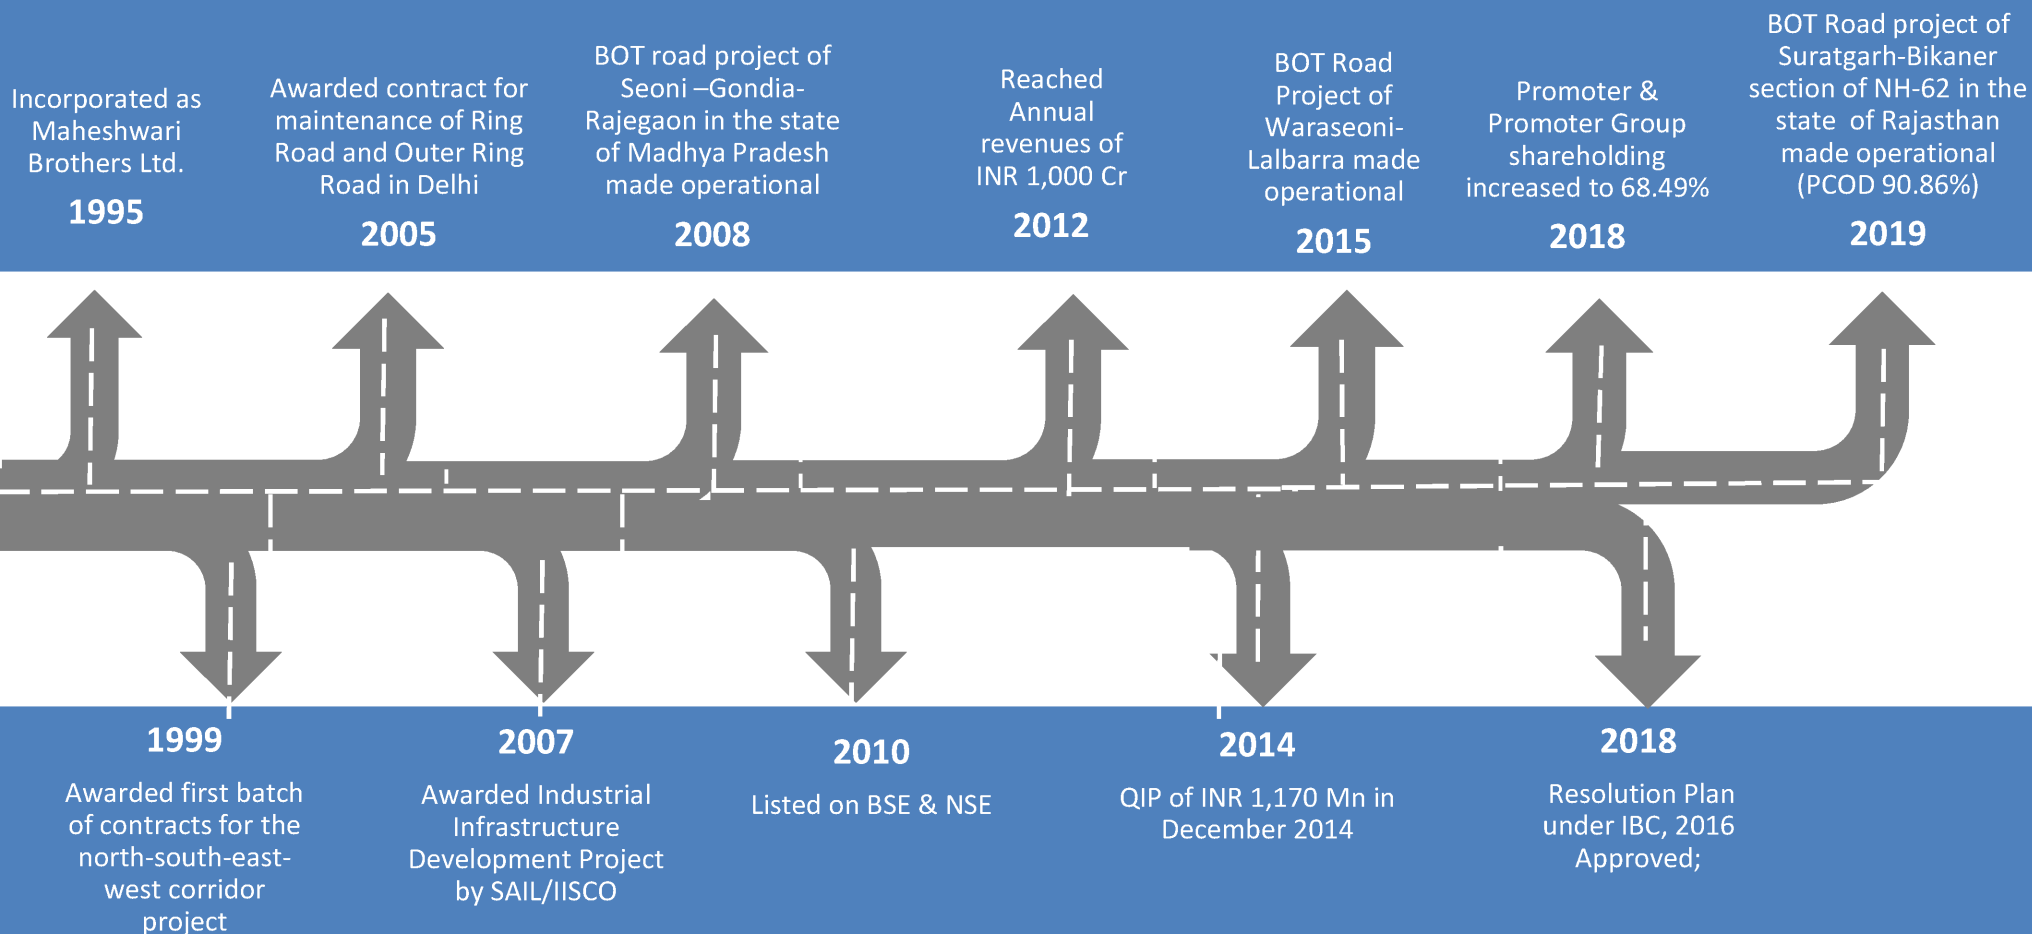 Incorporated as
Maheshwari
Brothers Ltd.
1995
Awarded contract for
maintenance of Ring
Road and Outer Ring
Road in Delhi
2005
BOT road project of
Seoni –Gondia-
Rajegaon in the state
of Madhya Pradesh
made operational
2008
Reached
Annual
revenues of
INR 1,000 Cr
2012
BOT Road
Project of
Waraseoni-
Lalbarra made
operational
2015
Promoter &
Promoter Group
shareholding
increased to 68.49%
2018
BOT Road project of
Suratgarh-Bikaner
section of NH-62 in the
state of Rajasthan
made operational
(PCOD 90.86%)
2019
1999
Awarded first batch
of contracts for the
north-south-east-
west corridor
project
2007
Awarded Industrial
Infrastructure
Development Project
by SAIL/IISCO
2010
Listed on BSE & NSE
2014
QIP of INR 1,170 Mn in
December 2014
2018
Resolution Plan
under IBC, 2016
Approved;